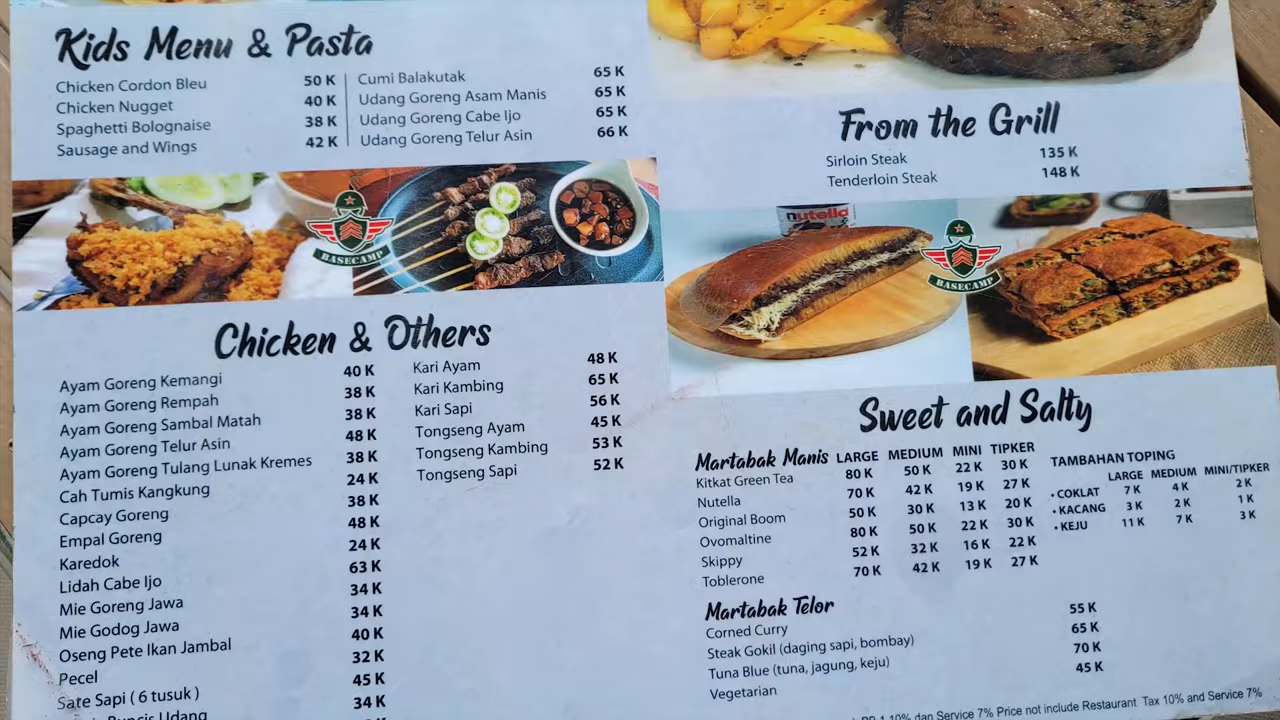 Kids Menu & Pasta
Chicken Cordon Bleu 50 K
Chicken Nugget 40 K
Spaghetti Bolognaise 38 K
Sausage and Wings 42 K
Cumi Balakutak 65 K
Udang Goreng Asam Manis 65 K
Udang Goreng Cabe Ijo 65 K
Udang Goreng Telur Asin 66 K
BASECAMP
Chicken & Others
Ayam Goreng Kemangi 40 K
Ayam Goreng Rempah 38 K
Ayam Goreng Sambal Matah 38 K
Ayam Goreng Telur Asin 48 K
Ayam Goreng Tulang Lunak Kremes 38 K
Cah Tumis Kangkung 24 K
Capcay Goreng 38 K
Empal Goreng 48 K
Karedok 24 K
Lidah Cabe Ijo 63 K
Mie Goreng Jawa 34 K
Mie Godog Jawa 34 K
Oseng Pete Ikan Jambal 40 K
Pecel 32 K
Sate Sapi ( 6 tusuk ) 45 K
Buncis Udang 34 K
Kari Ayam 48 K
Kari Kambing 65 K
Kari Sapi 56 K
Tongseng Ayam 45 K
Tongseng Kambing 53 K
Tongseng Sapi 52 K
From the Grill
Sirloin Steak 135 K
Tenderloin Steak 148 K
nutella
BASECAMP
Sweet and Salty
Martabak Manis LARGE MEDIUM MINI TIPKER
Kitkat Green Tea 80 K 50 K 22 K 30 K
Nutella 70 K 42 K 19 K 27 K
Original Boom 50 K 30 K 13 K 20 K
Ovomaltine 80 K 50 K 22 K 30 K
Skippy 52 K 32 K 16 K 22 K
Toblerone 70 K 42 K 19 K 27 K
TAMBAHAN TOPING
LARGE MEDIUM MINI/TIPKER
• COKLAT 7 K 4 K 2 K
• KACANG 3 K 2 K 1 K
• KEJU 11 K 7 K 3 K
Martabak Telor
Corned Curry 55 K
Steak Gokil (daging sapi, bombay) 65 K
Tuna Blue (tuna, jagung, keju) 70 K
Vegetarian 45 K
10% dan Service 7% Price not include Restaurant Tax 10% and Service 7%